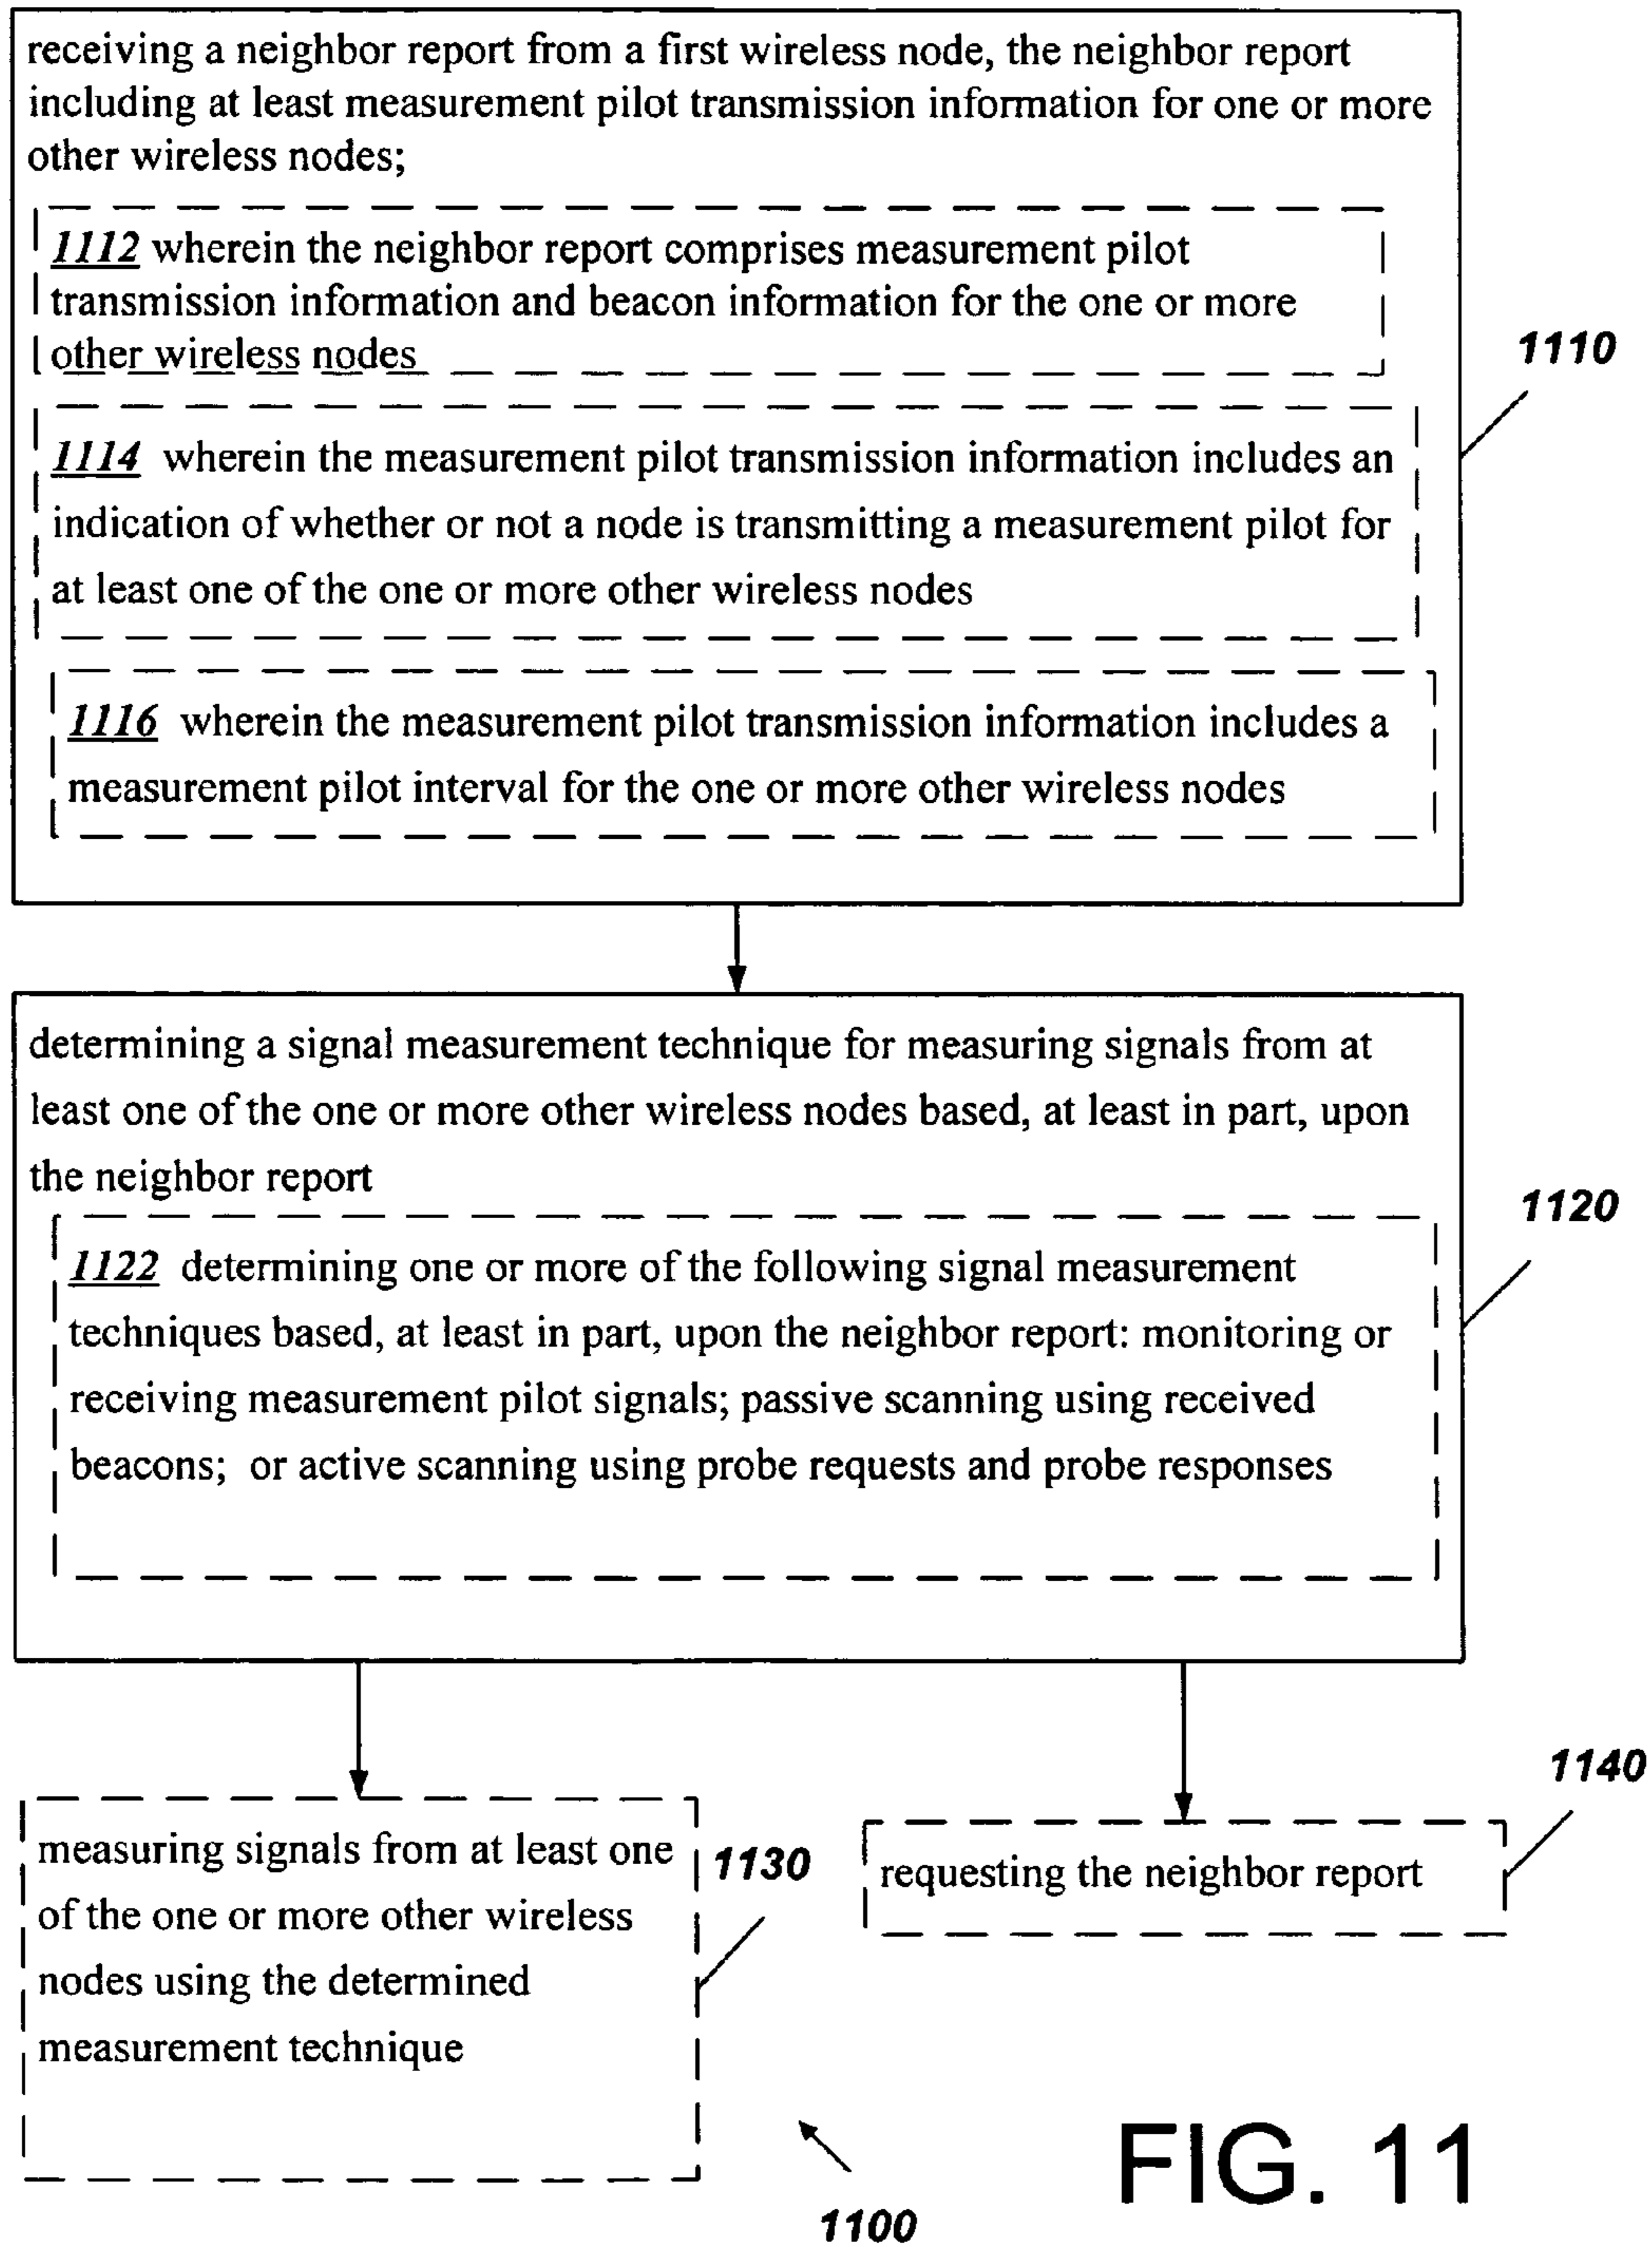 receiving a neighbor report from a first wireless node, the neighbor report
including at least measurement pilot transmission information for one or more
other wireless nodes;
1112 wherein the neighbor report comprises measurement pilot
transmission information and beacon information for the one or more
other wireless nodes
1110
1114 wherein the measurement pilot transmission information includes an
indication of whether or not a node is transmitting a measurement pilot for
at least one of the one or more other wireless nodes
1116 wherein the measurement pilot transmission information includes a
measurement pilot interval for the one or more other wireless nodes
determining a signal measurement technique for measuring signals from at
least one of the one or more other wireless nodes based, at least in part, upon
the neighbor report
1120
1122 determining one or more of the following signal measurement
techniques based, at least in part, upon the neighbor report: monitoring or
receiving measurement pilot signals; passive scanning using received
beacons; or active scanning using probe requests and probe responses
measuring signals from at least one
of the one or more other wireless
nodes using the determined
measurement technique
1130
requesting the neighbor report
1140
1100
FIG. 11